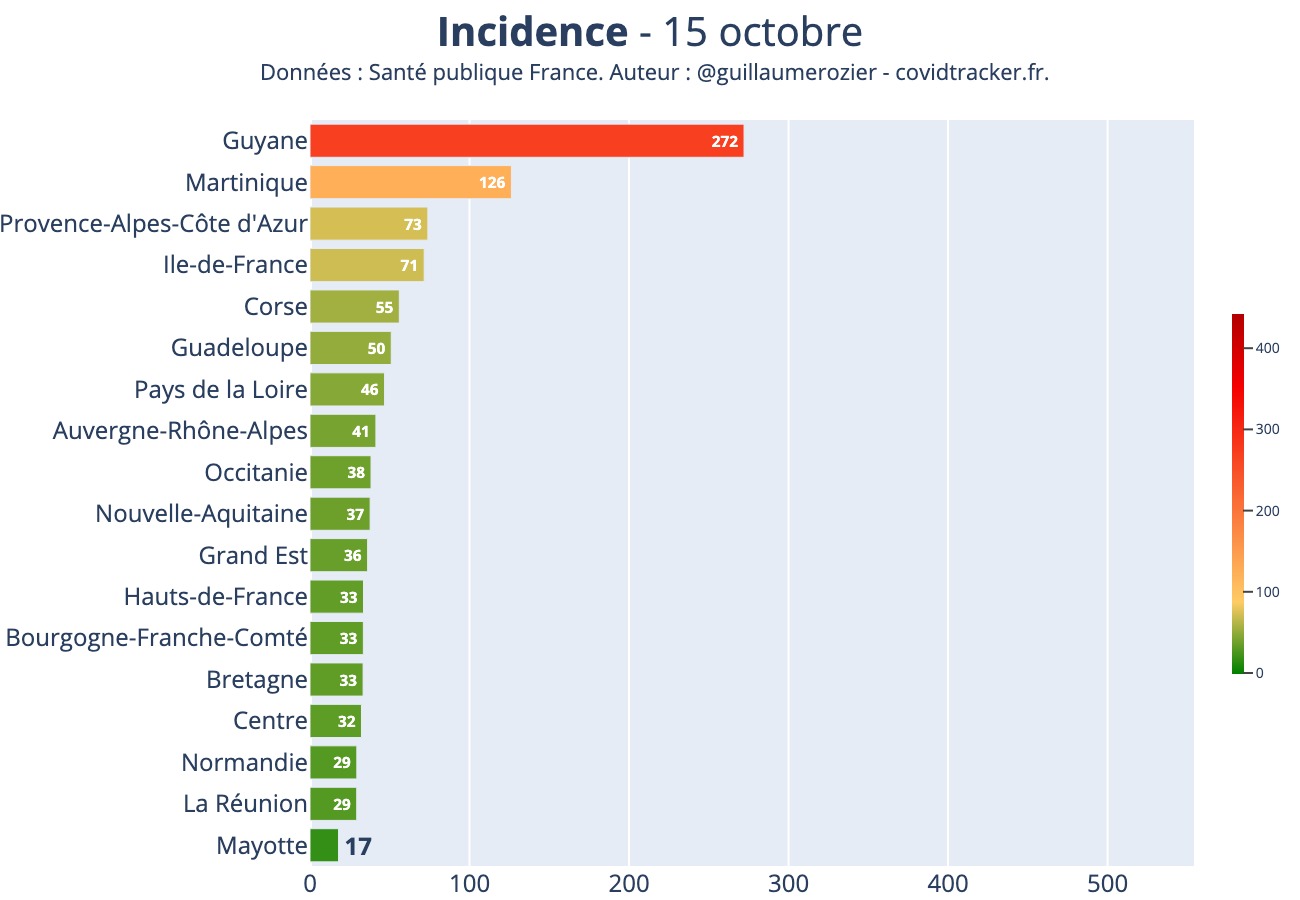 Incidence - 15 octobre
Données : Santé publique France. Auteur : @guillaumerozier - covidtracker.fr.
Guyane 272
Martinique 126
Provence-Alpes-Côte d'Azur 73
Ile-de-France 71
Corse 55
Guadeloupe 50
Pays de la Loire 46
Auvergne-Rhône-Alpes 41
Occitanie 38
Nouvelle-Aquitaine 37
Grand Est 36
Hauts-de-France 33
Bourgogne-Franche-Comté 33
Bretagne 33
Centre 32
Normandie 29
La Réunion 29
Mayotte 17
0 100 200 300 400 500
400
300
200
100
0